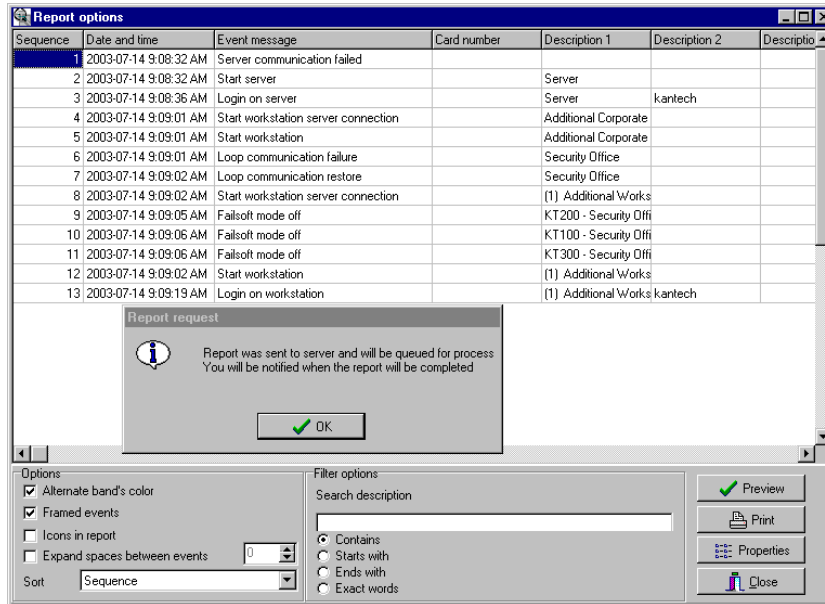 Report options
Sequence Date and time Event message Card number Description 1 Description 2 Descriptio
1 2003-07-14 9:08:32 AM Server communication failed
2 2003-07-14 9:08:32 AM Start server Server
3 2003-07-14 9:08:36 AM Login on server Server kantech
4 2003-07-14 9:09:01 AM Start workstation server connection Additional Corporate
5 2003-07-14 9:09:01 AM Start workstation Additional Corporate
6 2003-07-14 9:09:01 AM Loop communication failure Security Office
7 2003-07-14 9:09:02 AM Loop communication restore Security Office
8 2003-07-14 9:09:02 AM Start workstation server connection (1) Additional Works
9 2003-07-14 9:09:05 AM Failsoft mode off KT200 - Security Offi
10 2003-07-14 9:09:06 AM Failsoft mode off KT100 - Security Offi
11 2003-07-14 9:09:06 AM Failsoft mode off KT300 - Security Offi
12 2003-07-14 9:09:02 AM Start workstation (1) Additional Works
13 2003-07-14 9:09:19 AM Login on workstation (1) Additional Works kantech
Report request
Report was sent to server and will be queued for process
You will be notified when the report will be completed
OK
Options
Alternate band's color
Framed events
Icons in report
Expand spaces between events 0
Sort Sequence
Filter options
Search description
Contains
Starts with
Ends with
Exact words
Preview
Print
Properties
Close